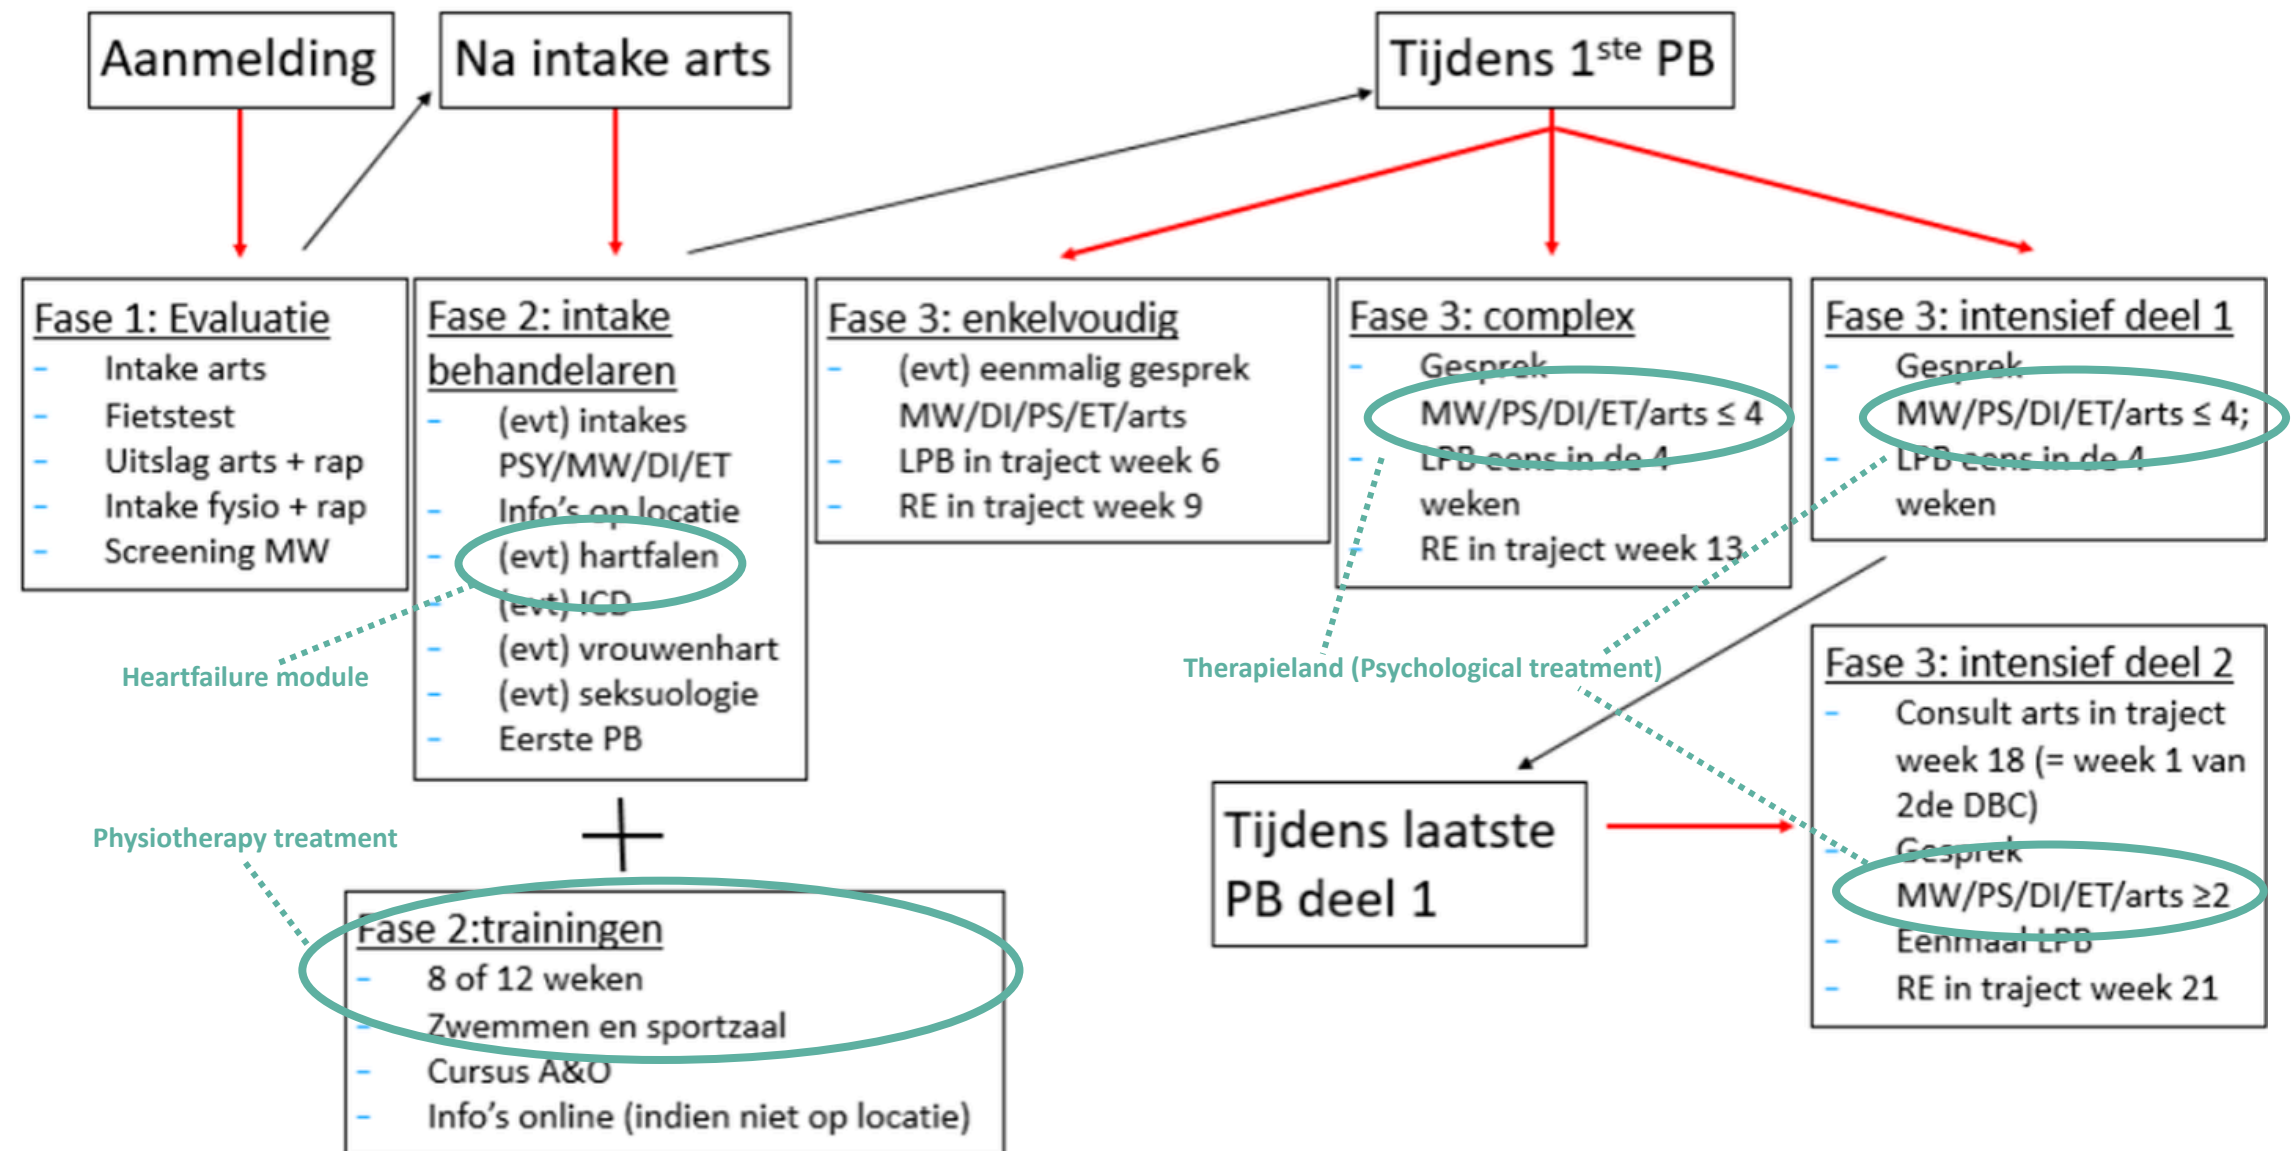 Aanmelding
Na intake arts
Tijdens 1ste PB
Fase 1: Evaluatie
- Intake arts
- Fietstest
- Uitslag arts + rap
- Intake fysio + rap
- Screening MW
Fase 2: intake
behandelaren
- (evt) intakes
PSY/MW/DI/ET
- Info's op locatie
- (evt) hartfalen
- (evt) ICD
- (evt) vrouwenhart
- (evt) seksuologie
- Eerste PB
Heartfailure module
Physiotherapy treatment
Fase 2:trainingen
- 8 of 12 weken
- Zwemmen en sportzaal
- Cursus A&O
- Info's online (indien niet op locatie)
Fase 3: enkelvoudig
- (evt) eenmalig gesprek
MW/DI/PS/ET/arts
- LPB in traject week 6
- RE in traject week 9
Fase 3: complex
- Gesprek
MW/PS/DI/ET/arts ≤ 4
- LPB eens in de 4
weken
- RE in traject week 13
Fase 3: intensief deel 1
- Gesprek
MW/PS/DI/ET/arts ≤ 4;
- LPB eens in de 4
weken
Therapieland (Psychological treatment)
Tijdens laatste
PB deel 1
Fase 3: intensief deel 2
- Consult arts in traject
week 18 (= week 1 van
2de DBC)
- Gesprek
MW/PS/DI/ET/arts ≥2
- Eenmaal LPB
- RE in traject week 21